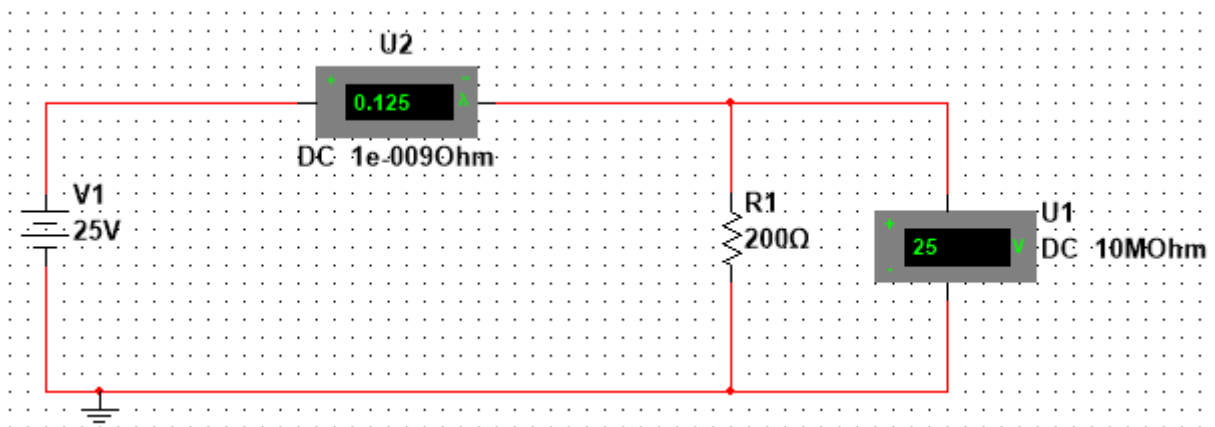 U2
+ -
0.125 A
DC 1e-009Ohm
V1
25V
R1
200Ω
U1
+
25 V
-
DC 10MOhm